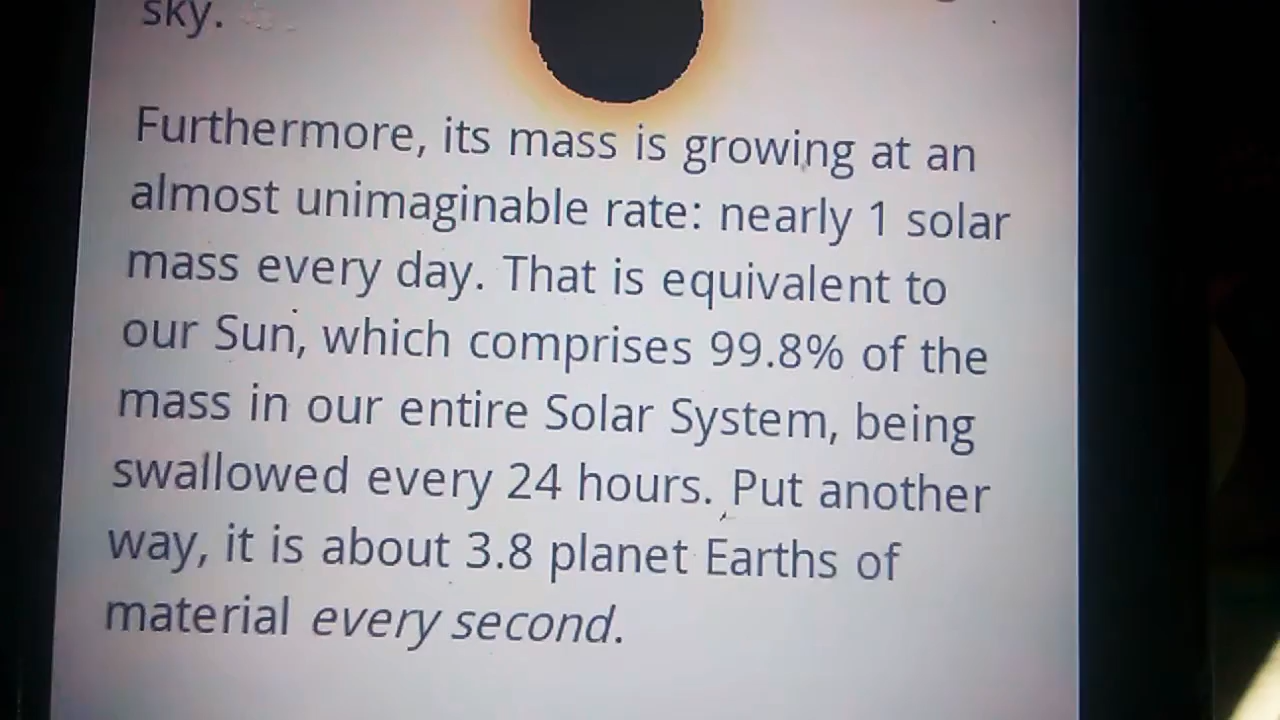 sky.
Furthermore, its mass is growing at an
almost unimaginable rate: nearly 1 solar
mass every day. That is equivalent to
our Sun, which comprises 99.8% of the
mass in our entire Solar System, being
swallowed every 24 hours. Put another
way, it is about 3.8 planet Earths of
material every second.